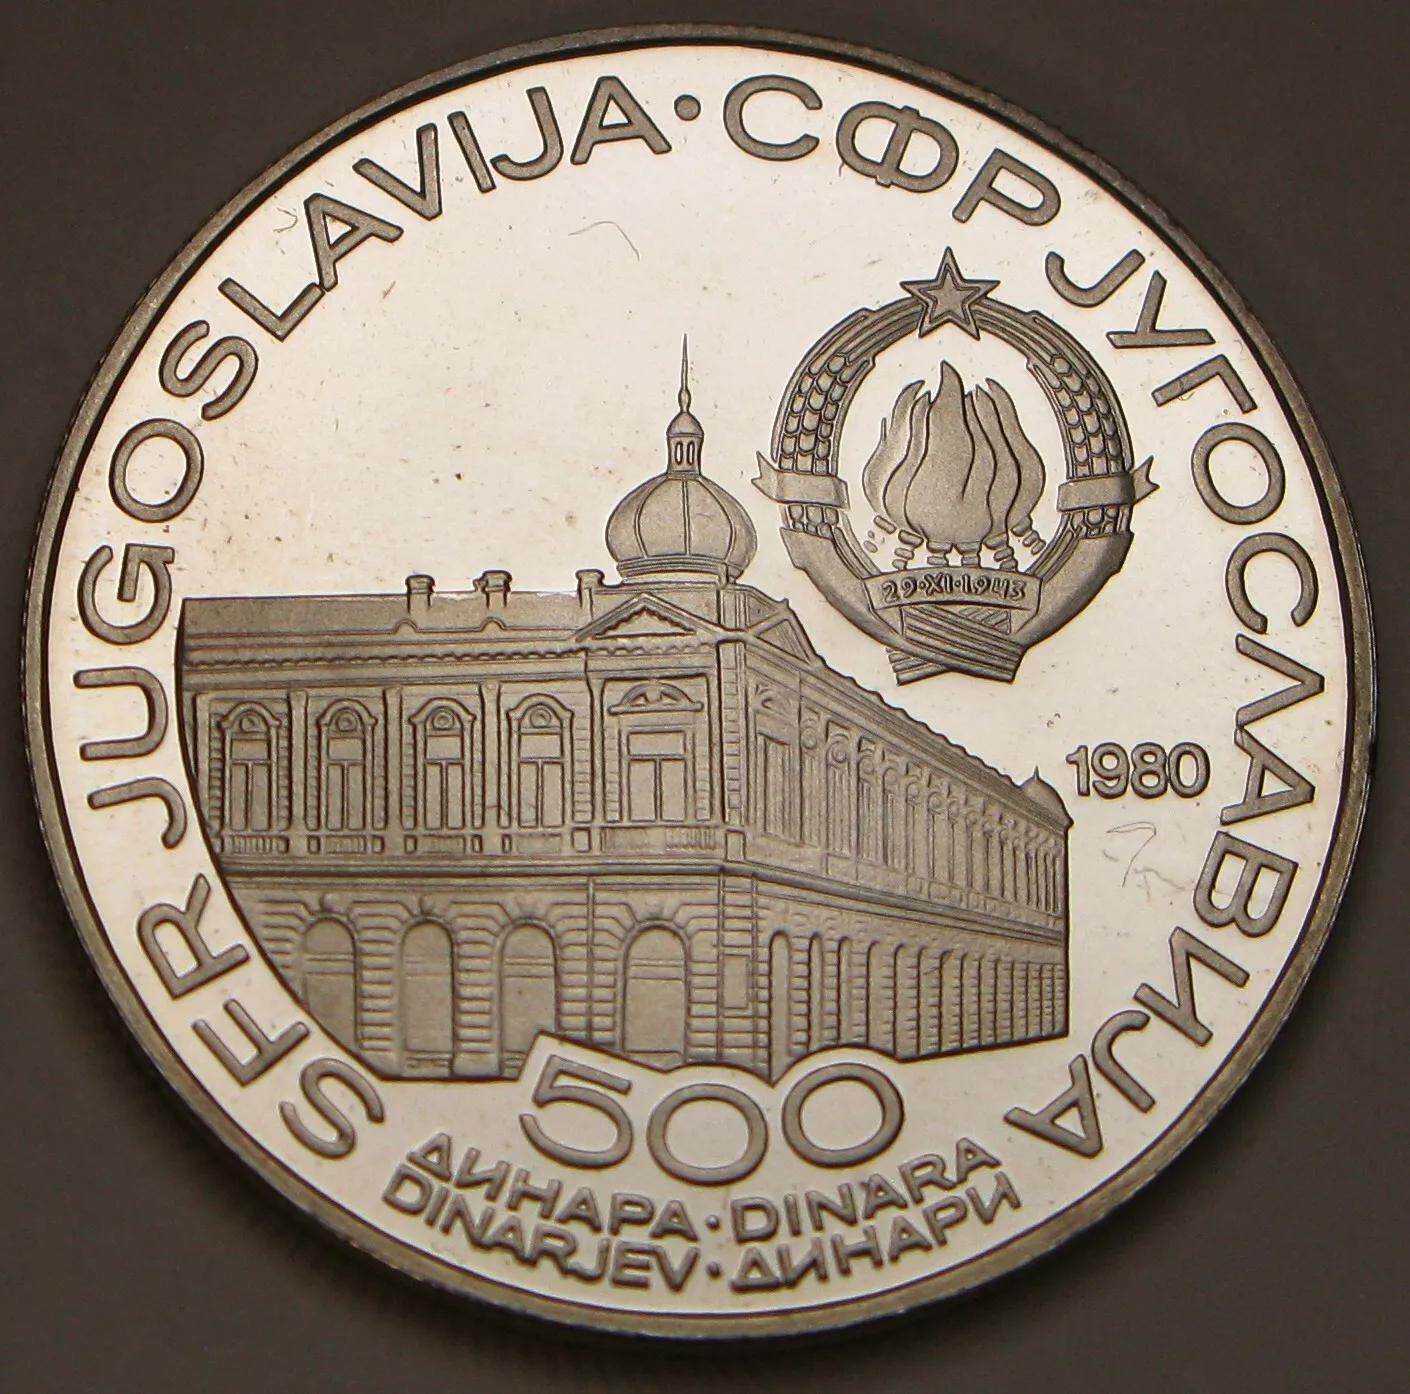 SFR JUGOSLAVIJA · СФР ЈУГОСЛАВИЈА
29·XI·1943
1980
500
ДИНАРА · DINARA
DINARJEV · ДИНАРИ